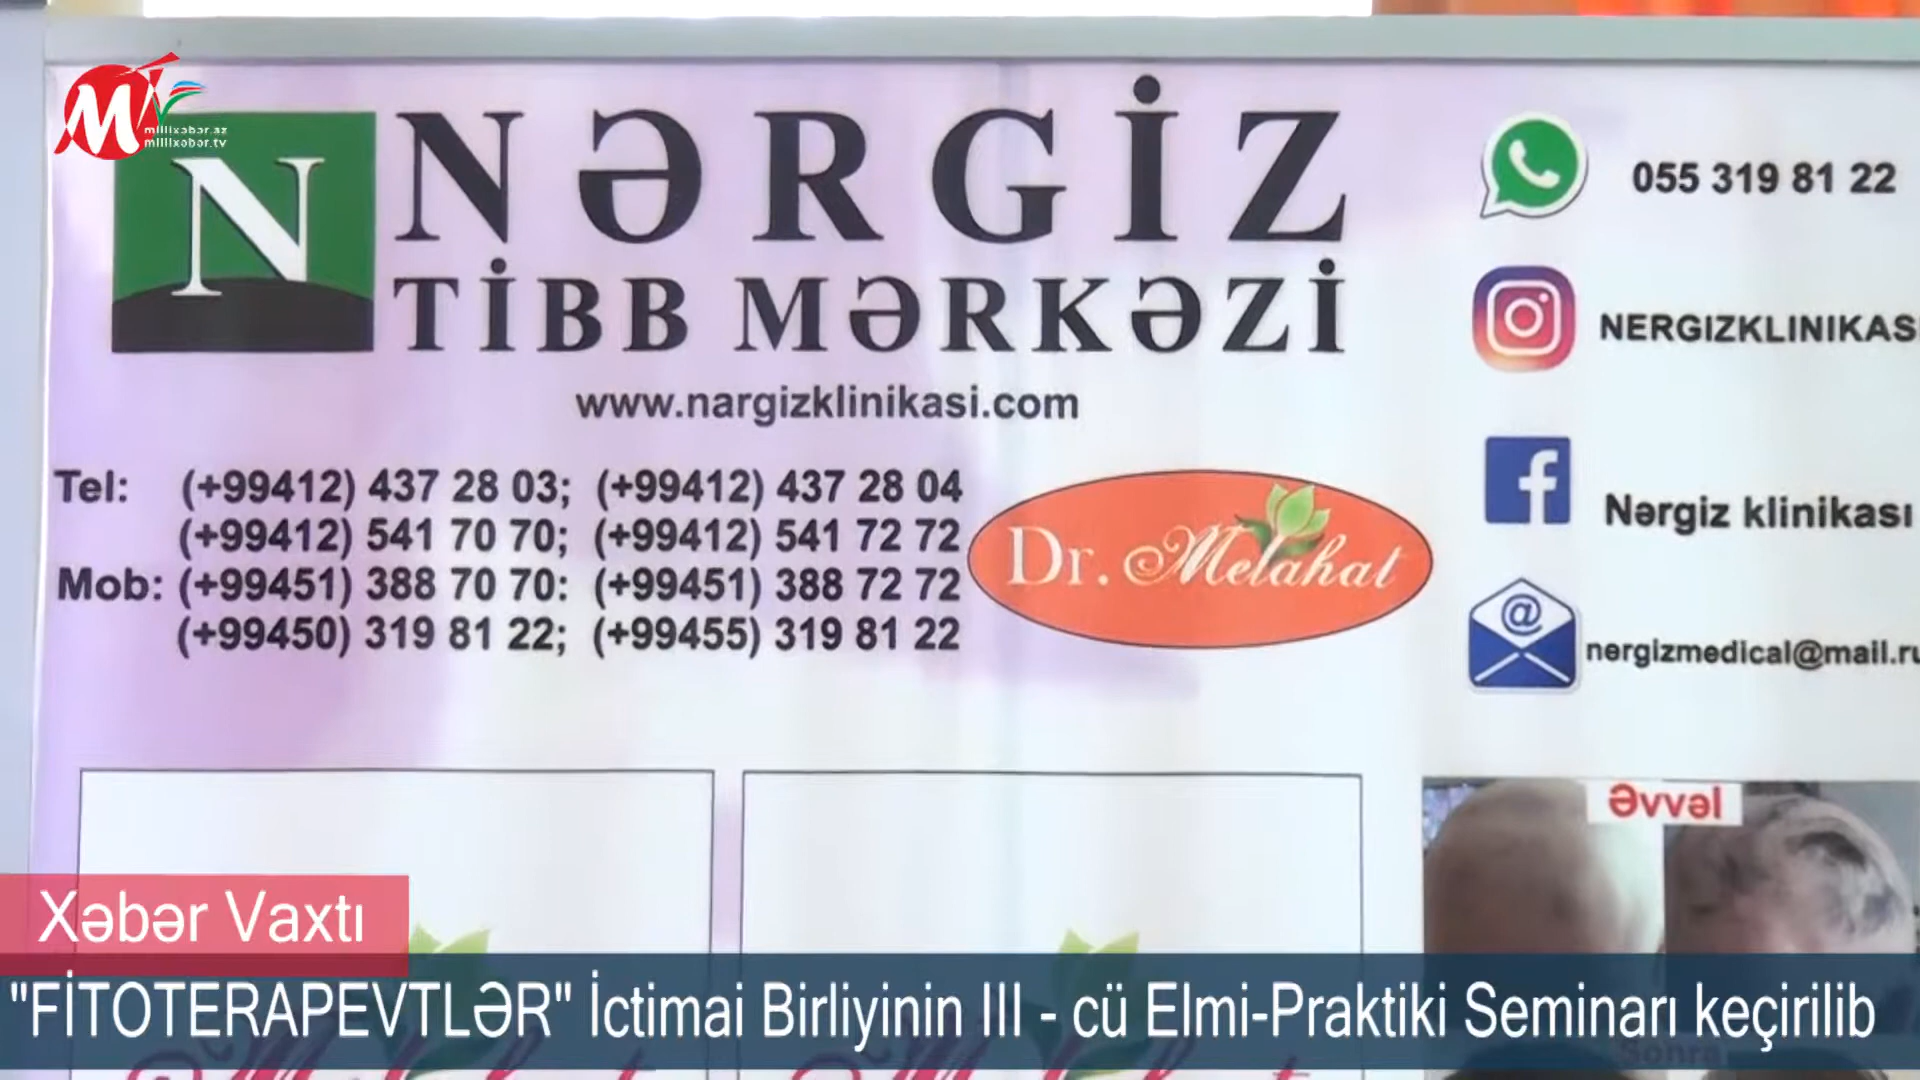 millixəbər.az
millixəbər.tv
N
NƏRGİZ
TİBB MƏRKƏZİ
www.nargizklinikasi.com
Tel: (+99412) 437 28 03; (+99412) 437 28 04
(+99412) 541 70 70; (+99412) 541 72 72
Mob: (+99451) 388 70 70: (+99451) 388 72 72
(+99450) 319 81 22; (+99455) 319 81 22
Dr. Melahat
055 319 81 22
NERGIZKLINIKAS
Nərgiz klinikası
nergizmedical@mail.ru
Əvvəl
Xəbər Vaxtı
"FİTOTERAPEVTLƏR" İctimai Birliyinin III - cü Elmi-Praktiki Seminarı keçirilib
Sonra